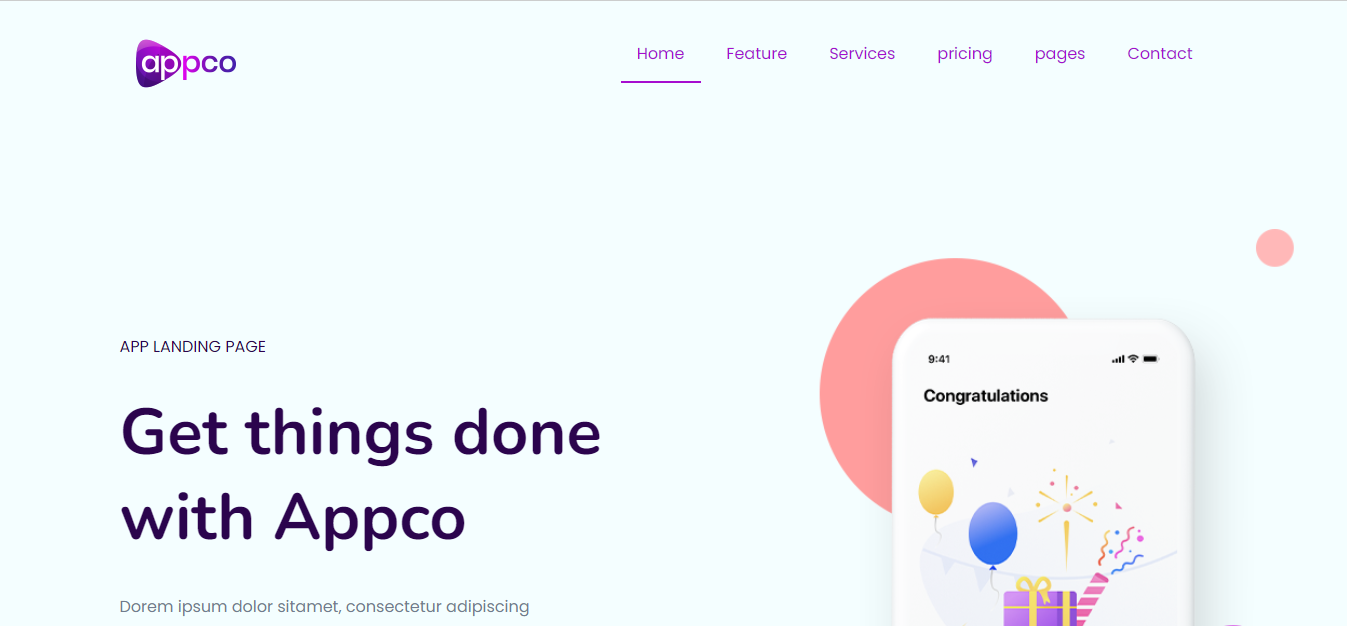 appco
Home Feature Services pricing pages Contact
APP LANDING PAGE
Get things done
with Appco
Dorem ipsum dolor sitamet, consectetur adipiscing
9:41
Congratulations